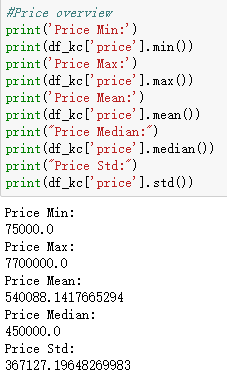 #Price overview
print('Price Min:')
print(df_kc['price'].min())
print('Price Max:')
print(df_kc['price'].max())
print('Price Mean:')
print(df_kc['price'].mean())
print("Price Median:")
print(df_kc['price'].median())
print("Price Std:")
print(df_kc['price'].std())
Price Min:
75000.0
Price Max:
7700000.0
Price Mean:
540088.1417665294
Price Median:
450000.0
Price Std:
367127.19648269983